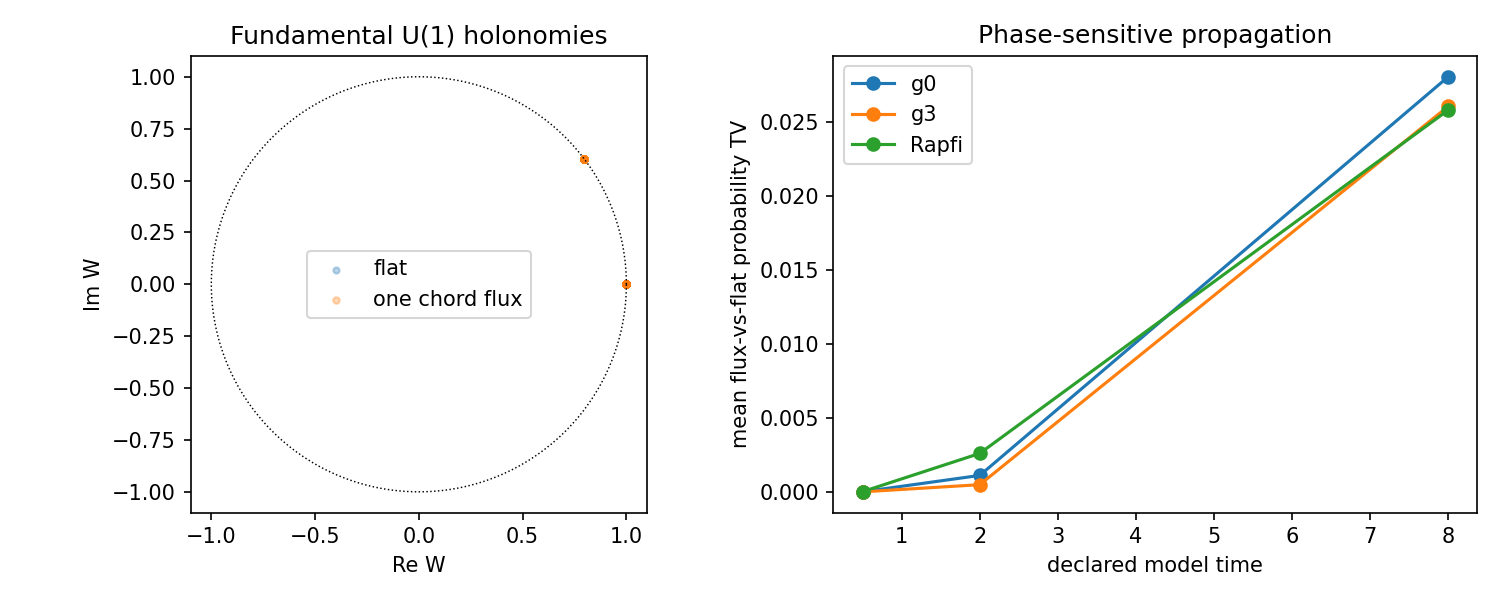 Fundamental U(1) holonomies
1.00
0.75
0.50
0.25
0.00
−0.25
−0.50
−0.75
−1.00
Im W
flat
one chord flux
−1.0
−0.5
0.0
0.5
1.0
Re W
Phase-sensitive propagation
g0
g3
Rapfi
0.025
0.020
0.015
0.010
0.005
0.000
mean flux-vs-flat probability TV
1
2
3
4
5
6
7
8
declared model time